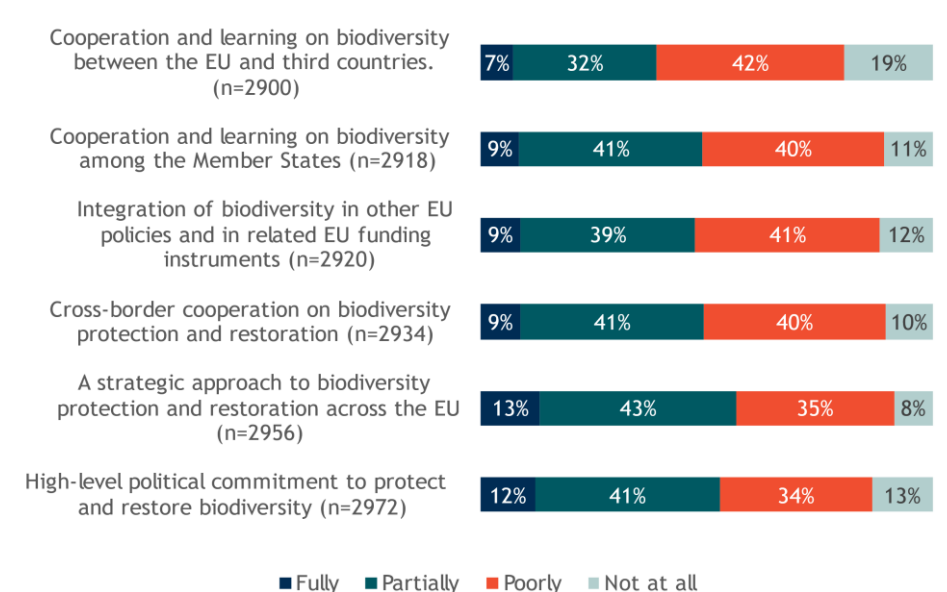 Cooperation and learning on biodiversity
between the EU and third countries.
(n=2900)
7% 32% 42% 19%
Cooperation and learning on biodiversity
among the Member States (n=2918)
9% 41% 40% 11%
Integration of biodiversity in other EU
policies and in related EU funding
instruments (n=2920)
9% 39% 41% 12%
Cross-border cooperation on biodiversity
protection and restoration (n=2934)
9% 41% 40% 10%
A strategic approach to biodiversity
protection and restoration across the EU
(n=2956)
13% 43% 35% 8%
High-level political commitment to protect
and restore biodiversity (n=2972)
12% 41% 34% 13%
Fully Partially Poorly Not at all